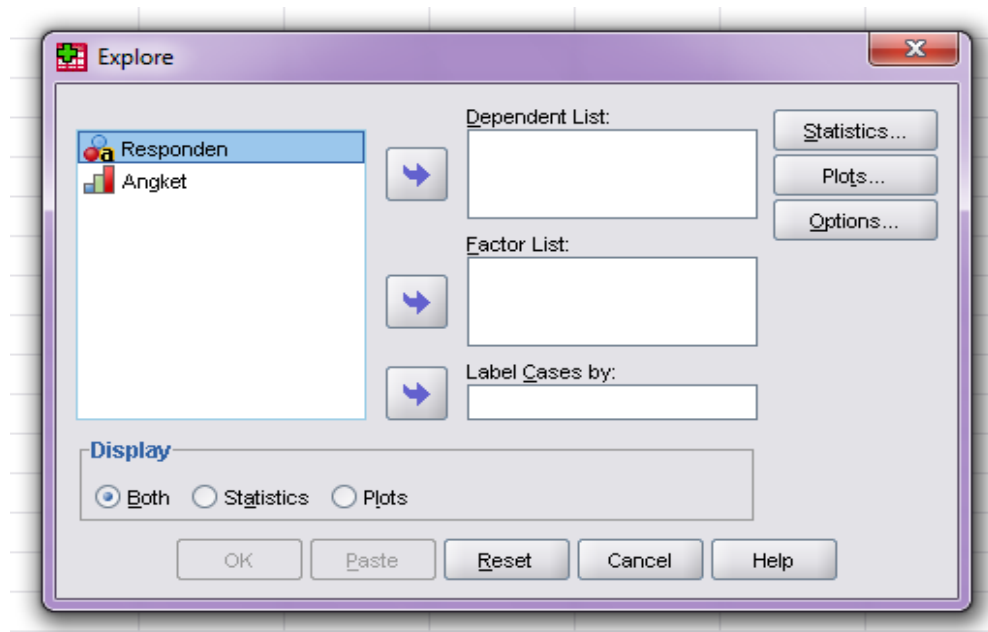 Explore
Responden
Angket
Dependent List:
Factor List:
Label Cases by:
Statistics...
Plots...
Options...
Display
Both
Statistics
Plots
OK
Paste
Reset
Cancel
Help